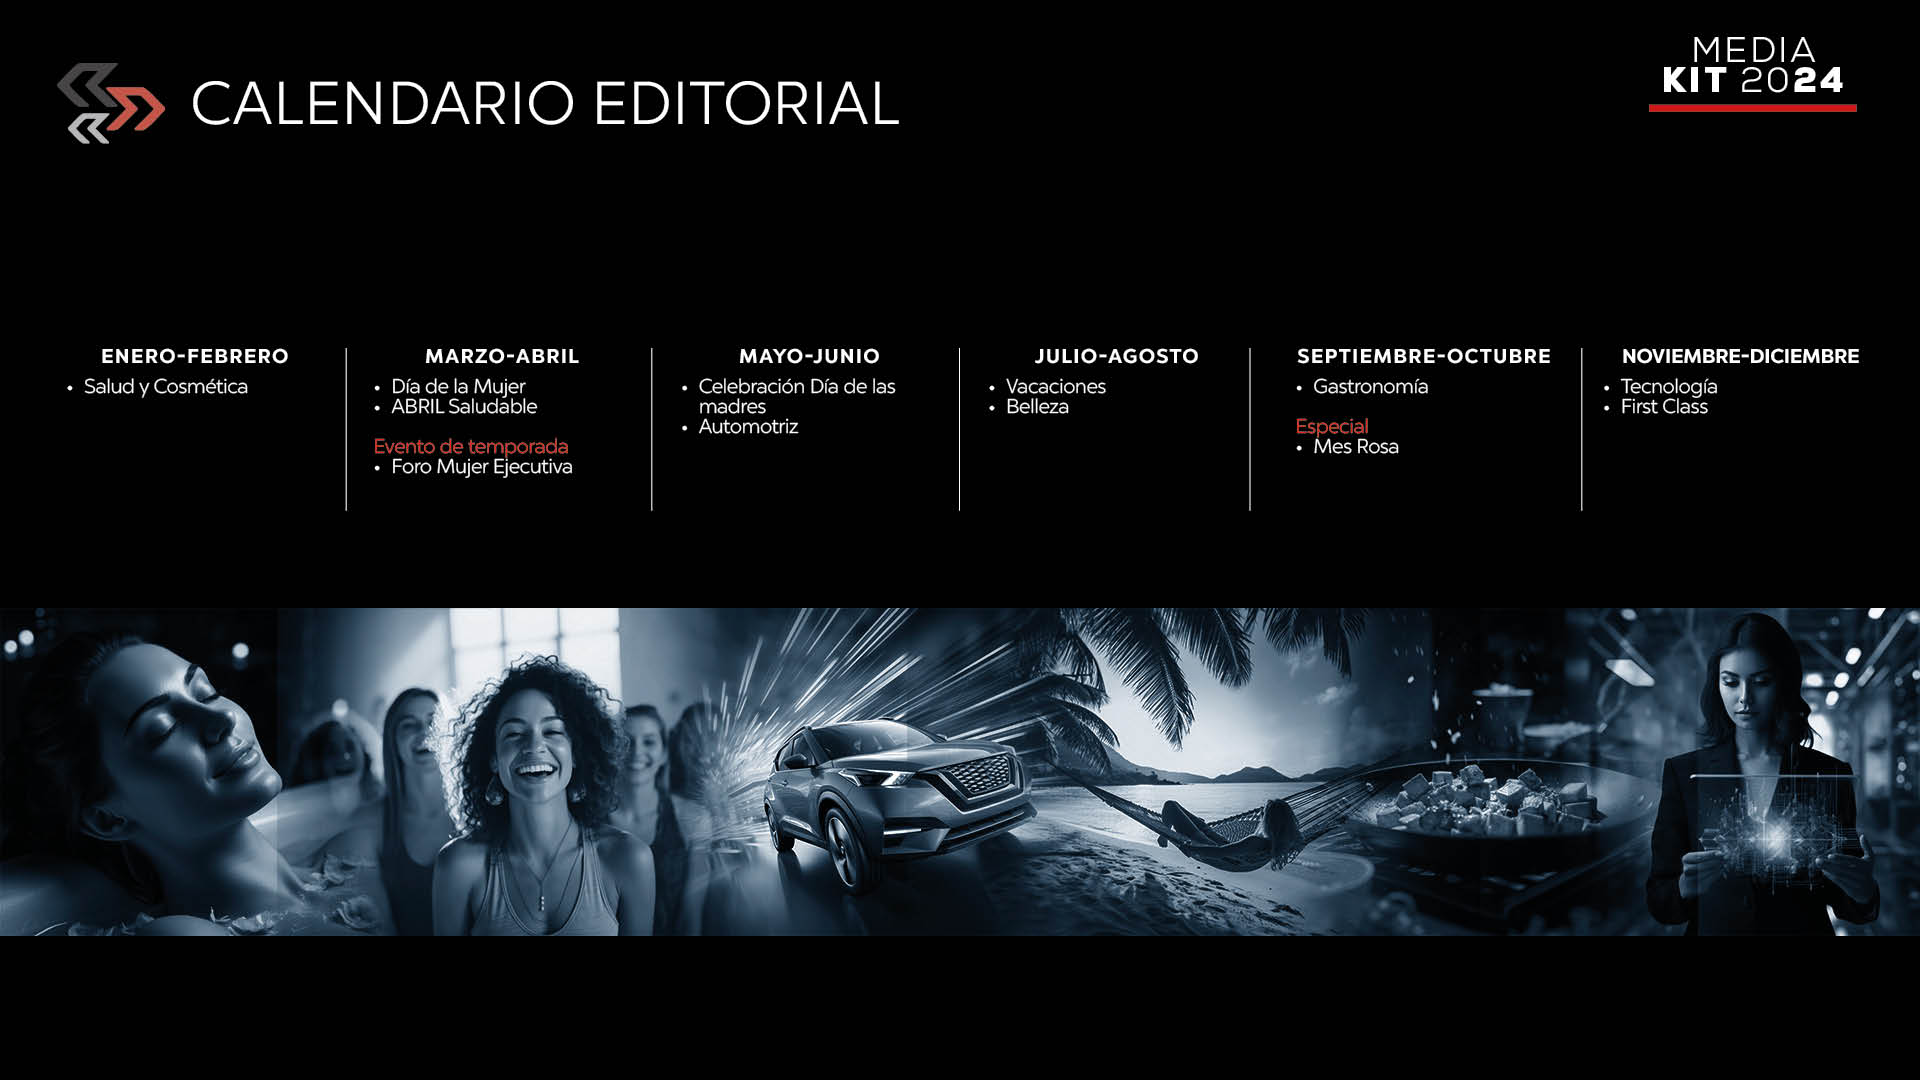 CALENDARIO EDITORIAL
MEDIA
KIT 2024
ENERO-FEBRERO
• Salud y Cosmética
MARZO-ABRIL
• Día de la Mujer
• ABRIL Saludable
Evento de temporada
• Foro Mujer Ejecutiva
MAYO-JUNIO
• Celebración Día de las
madres
• Automotriz
JULIO-AGOSTO
• Vacaciones
• Belleza
SEPTIEMBRE-OCTUBRE
• Gastronomía
Especial
• Mes Rosa
NOVIEMBRE-DICIEMBRE
• Tecnología
• First Class